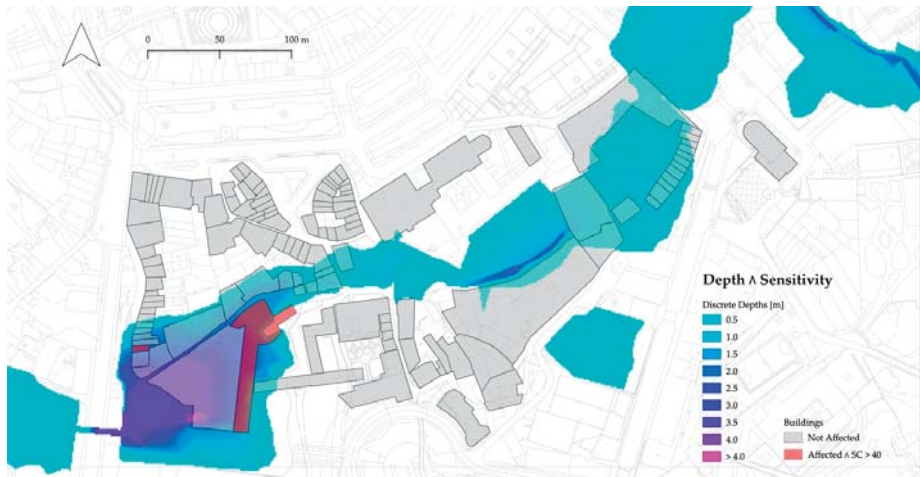 0 50 100 m
Depth ∧ Sensitivity
Discrete Depths [m]
0.5
1.0
1.5
2.0
2.5
3.0
3.5
4.0
> 4.0
Buildings
Not Affected
Affected ∧ SC > 40